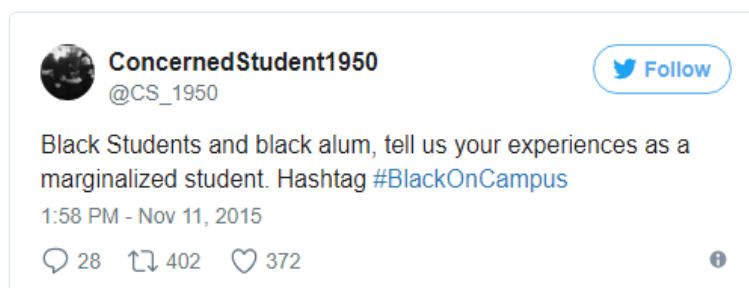 ConcernedStudent1950
Follow
@CS_1950
Black Students and black alum, tell us your experiences as a
marginalized student. Hashtag #BlackOnCampus
1:58 PM - Nov 11, 2015
28 402 372